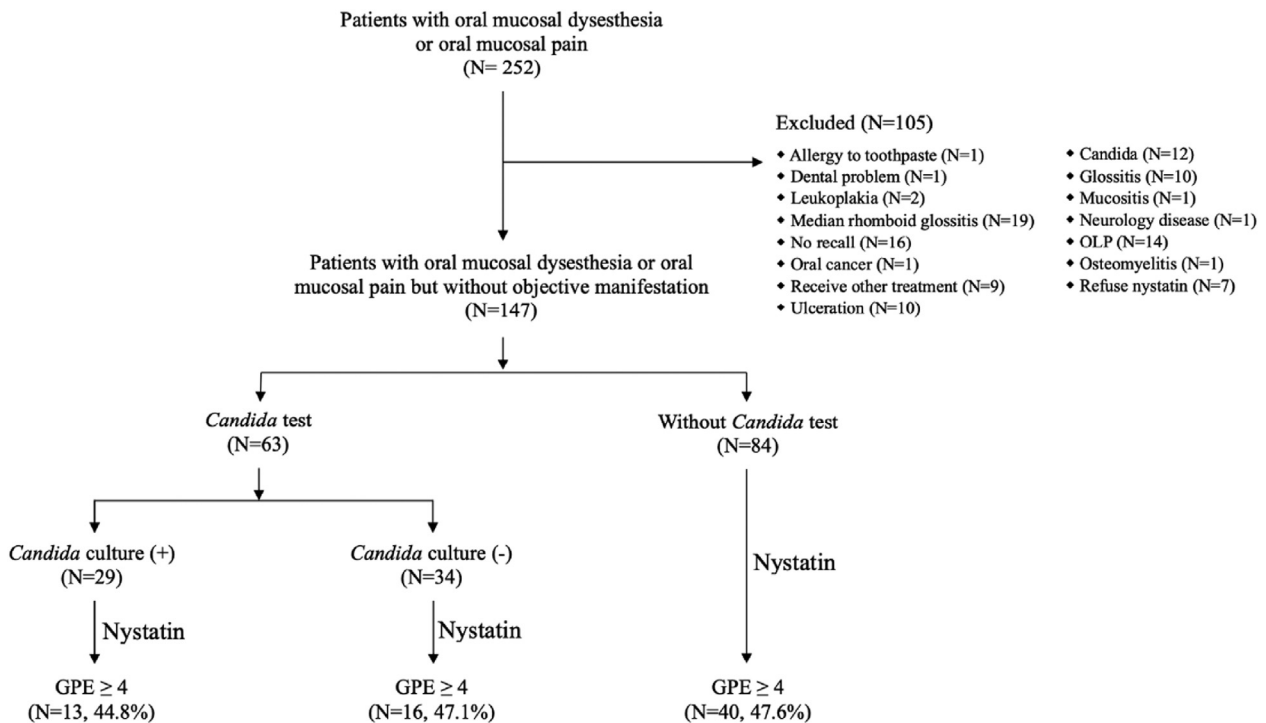 Patients with oral mucosal dysesthesia
or oral mucosal pain
(N= 252)
Excluded (N=105)
◆ Allergy to toothpaste (N=1)
◆ Dental problem (N=1)
◆ Leukoplakia (N=2)
◆ Median rhomboid glossitis (N=19)
◆ No recall (N=16)
◆ Oral cancer (N=1)
◆ Receive other treatment (N=9)
◆ Ulceration (N=10)
◆ Candida (N=12)
◆ Glossitis (N=10)
◆ Mucositis (N=1)
◆ Neurology disease (N=1)
◆ OLP (N=14)
◆ Osteomyelitis (N=1)
◆ Refuse nystatin (N=7)
Patients with oral mucosal dysesthesia or oral
mucosal pain but without objective manifestation
(N=147)
Candida test
(N=63)
Without Candida test
(N=84)
Candida culture (+)
(N=29)
Candida culture (-)
(N=34)
Nystatin
Nystatin
Nystatin
GPE ≥ 4
(N=13, 44.8%)
GPE ≥ 4
(N=16, 47.1%)
GPE ≥ 4
(N=40, 47.6%)